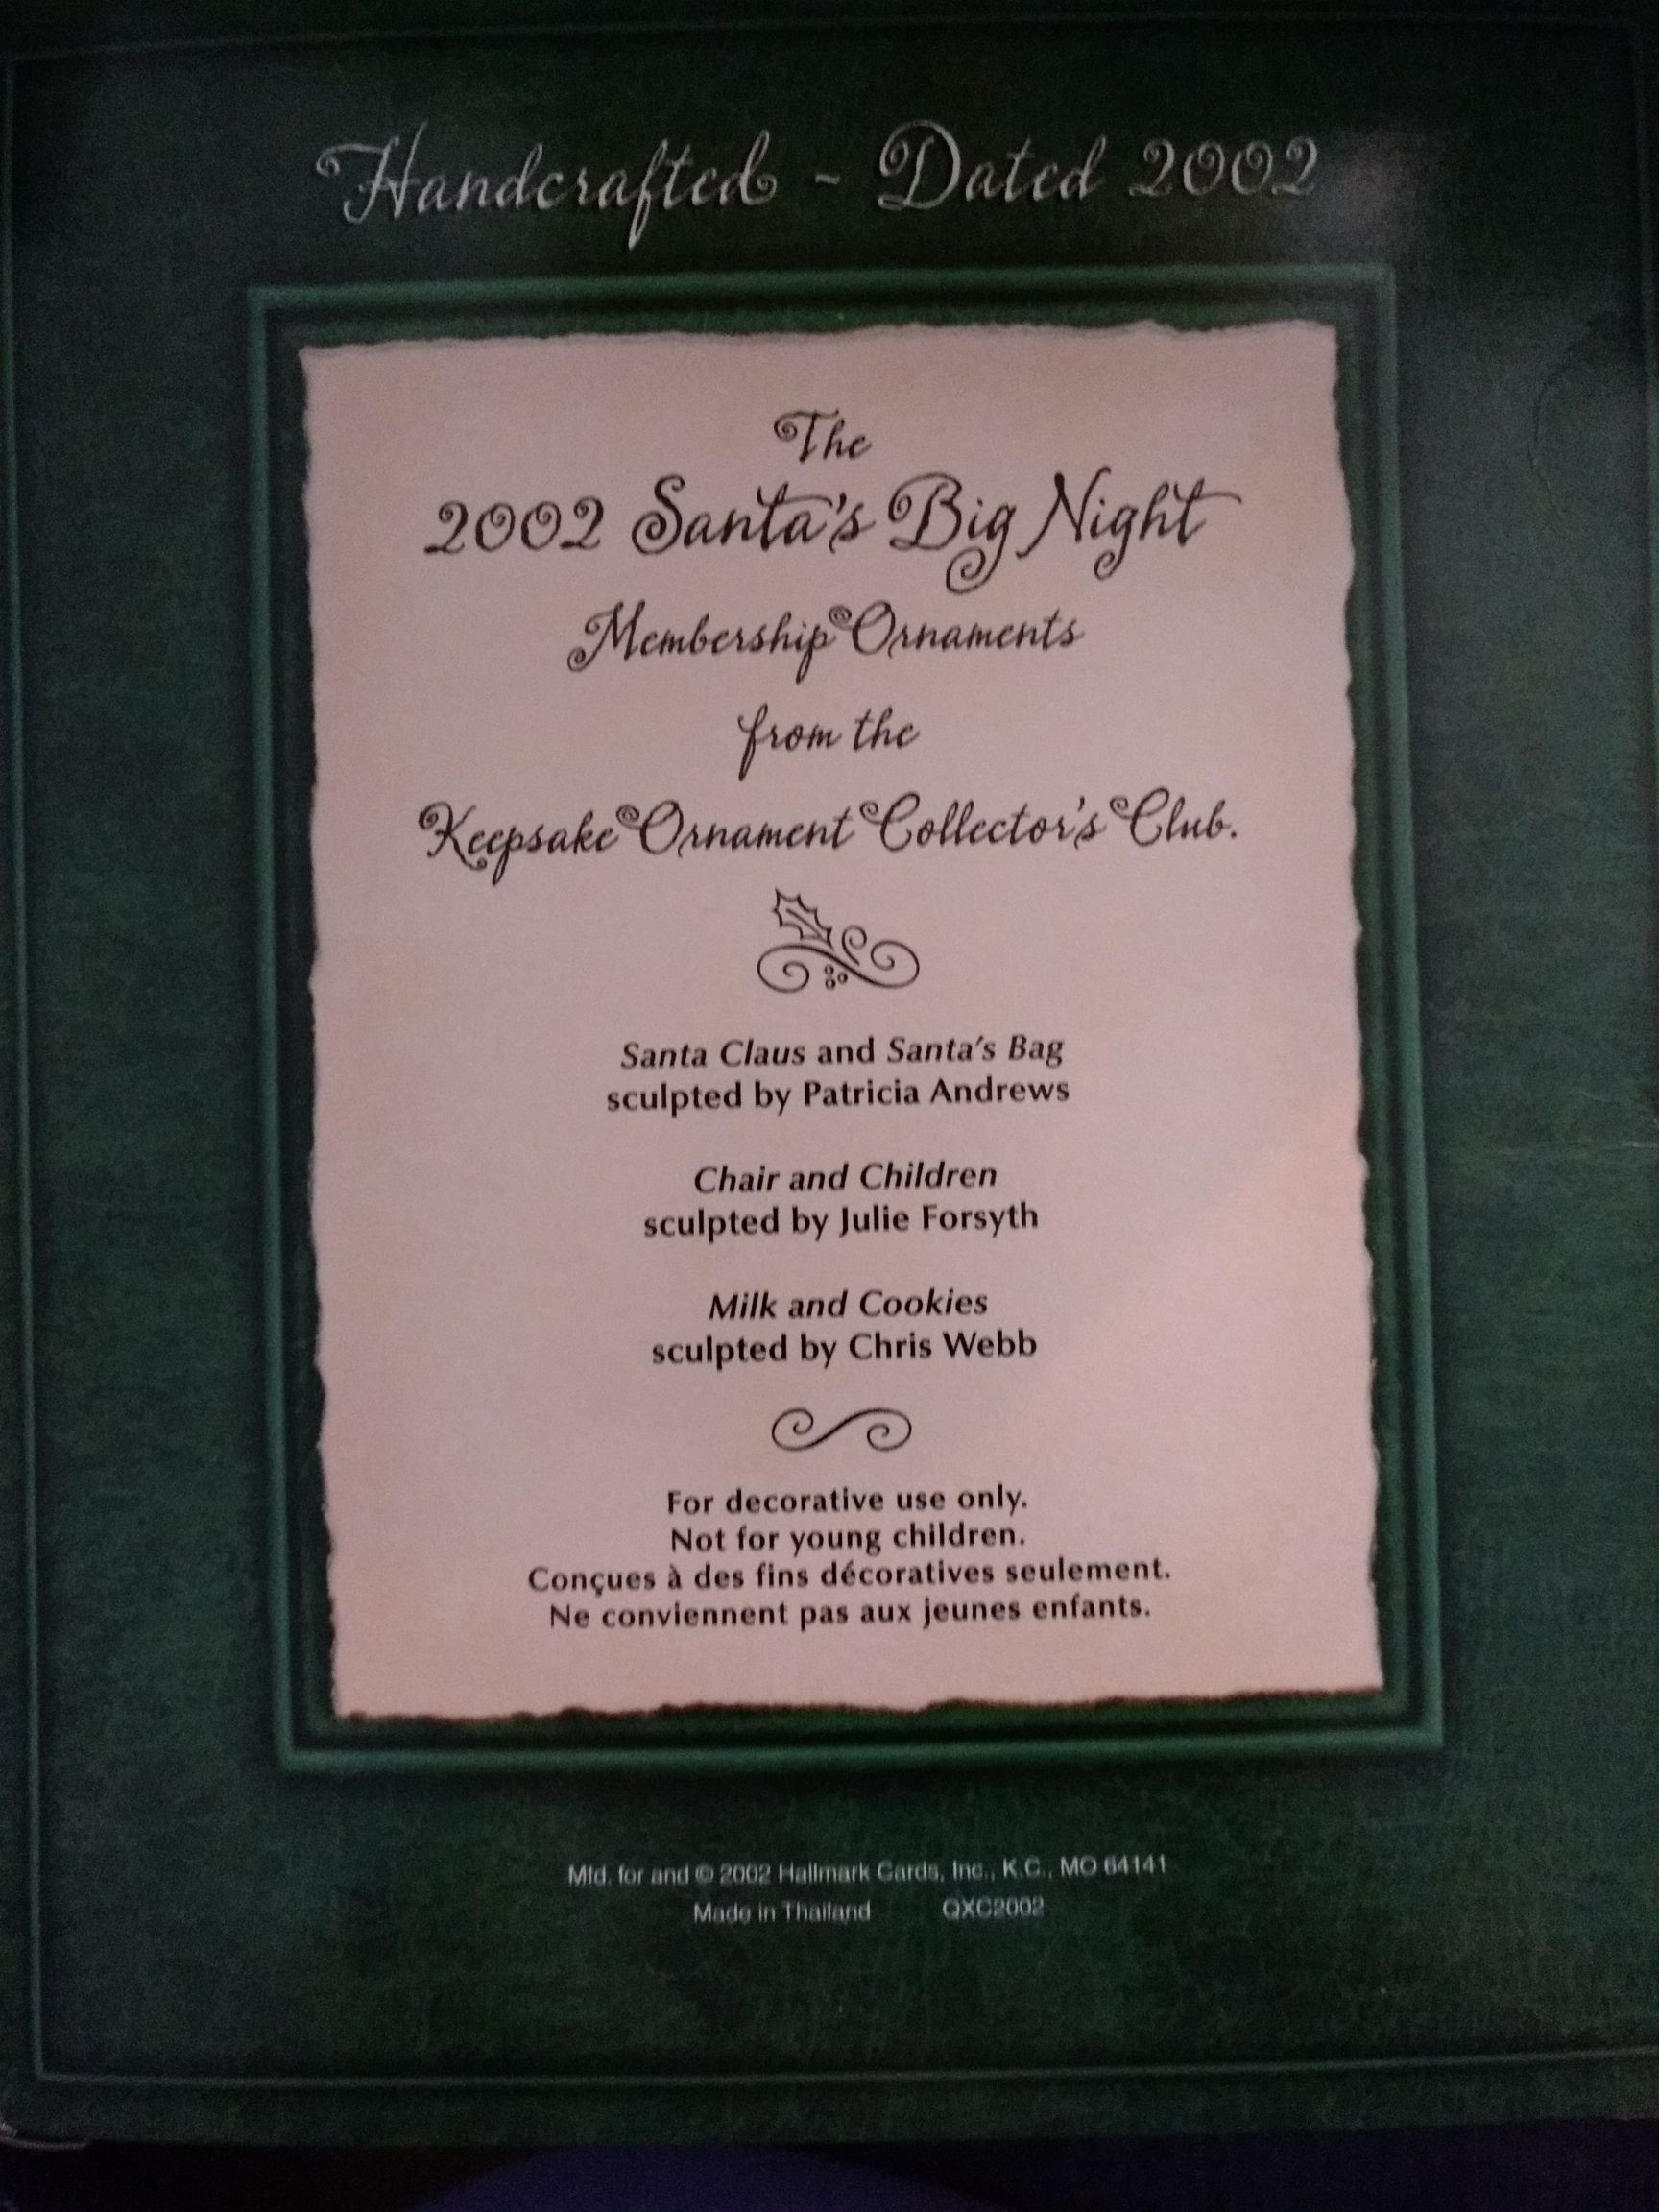 Handcrafted - Dated 2002
The
2002 Santa's Big Night
Membership Ornaments
from the
Keepsake Ornament Collector's Club.
Santa Claus and Santa's Bag
sculpted by Patricia Andrews
Chair and Children
sculpted by Julie Forsyth
Milk and Cookies
sculpted by Chris Webb
For decorative use only.
Not for young children.
Conçues à des fins décoratives seulement.
Ne conviennent pas aux jeunes enfants.
Mfd. for and © 2002 Hallmark Cards, Inc., K.C., MO 64141
Made in Thailand QXC2002